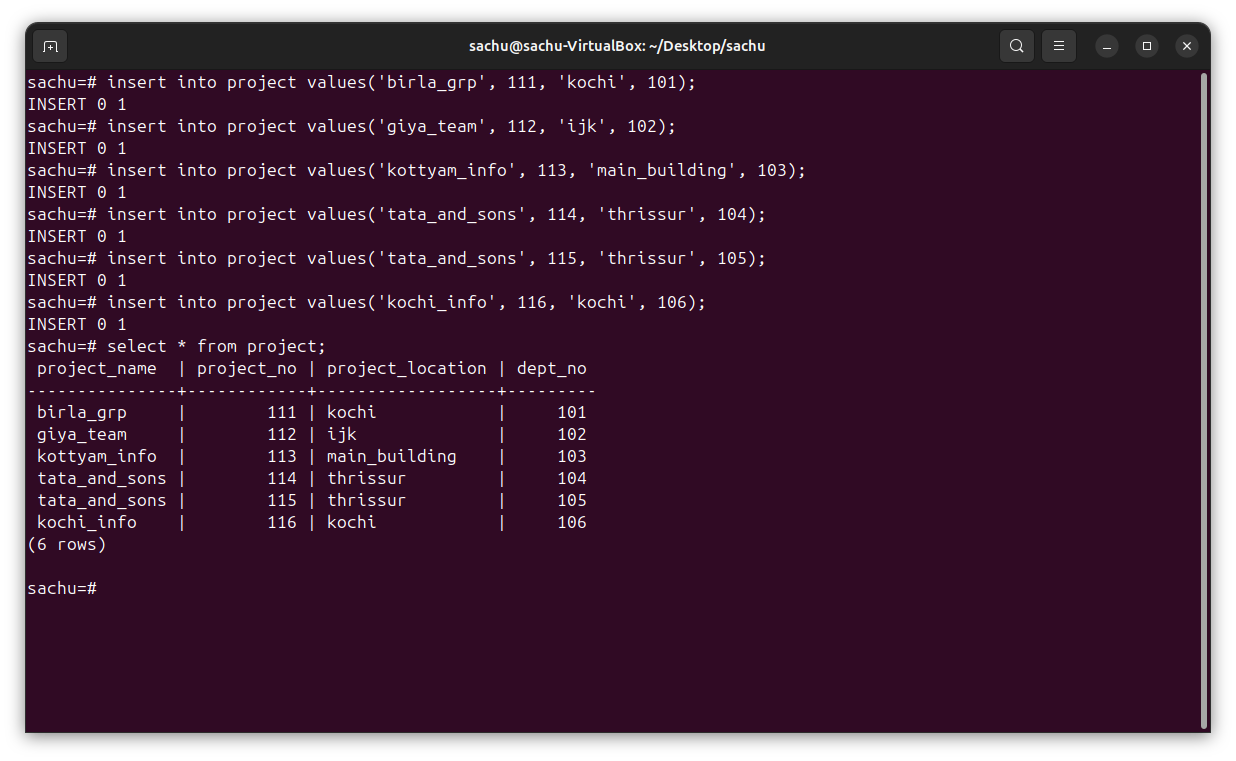 sachu@sachu-VirtualBox: ~/Desktop/sachu
sachu=# insert into project values('birla_grp', 111, 'kochi', 101);
INSERT 0 1
sachu=# insert into project values('giya_team', 112, 'ijk', 102);
INSERT 0 1
sachu=# insert into project values('kottyam_info', 113, 'main_building', 103);
INSERT 0 1
sachu=# insert into project values('tata_and_sons', 114, 'thrissur', 104);
INSERT 0 1
sachu=# insert into project values('tata_and_sons', 115, 'thrissur', 105);
INSERT 0 1
sachu=# insert into project values('kochi_info', 116, 'kochi', 106);
INSERT 0 1
sachu=# select * from project;
 project_name  | project_no | project_location | dept_no
---------------+------------+------------------+---------
 birla_grp     |        111 | kochi            |     101
 giya_team     |        112 | ijk              |     102
 kottyam_info  |        113 | main_building    |     103
 tata_and_sons |        114 | thrissur         |     104
 tata_and_sons |        115 | thrissur         |     105
 kochi_info    |        116 | kochi            |     106
(6 rows)
sachu=#